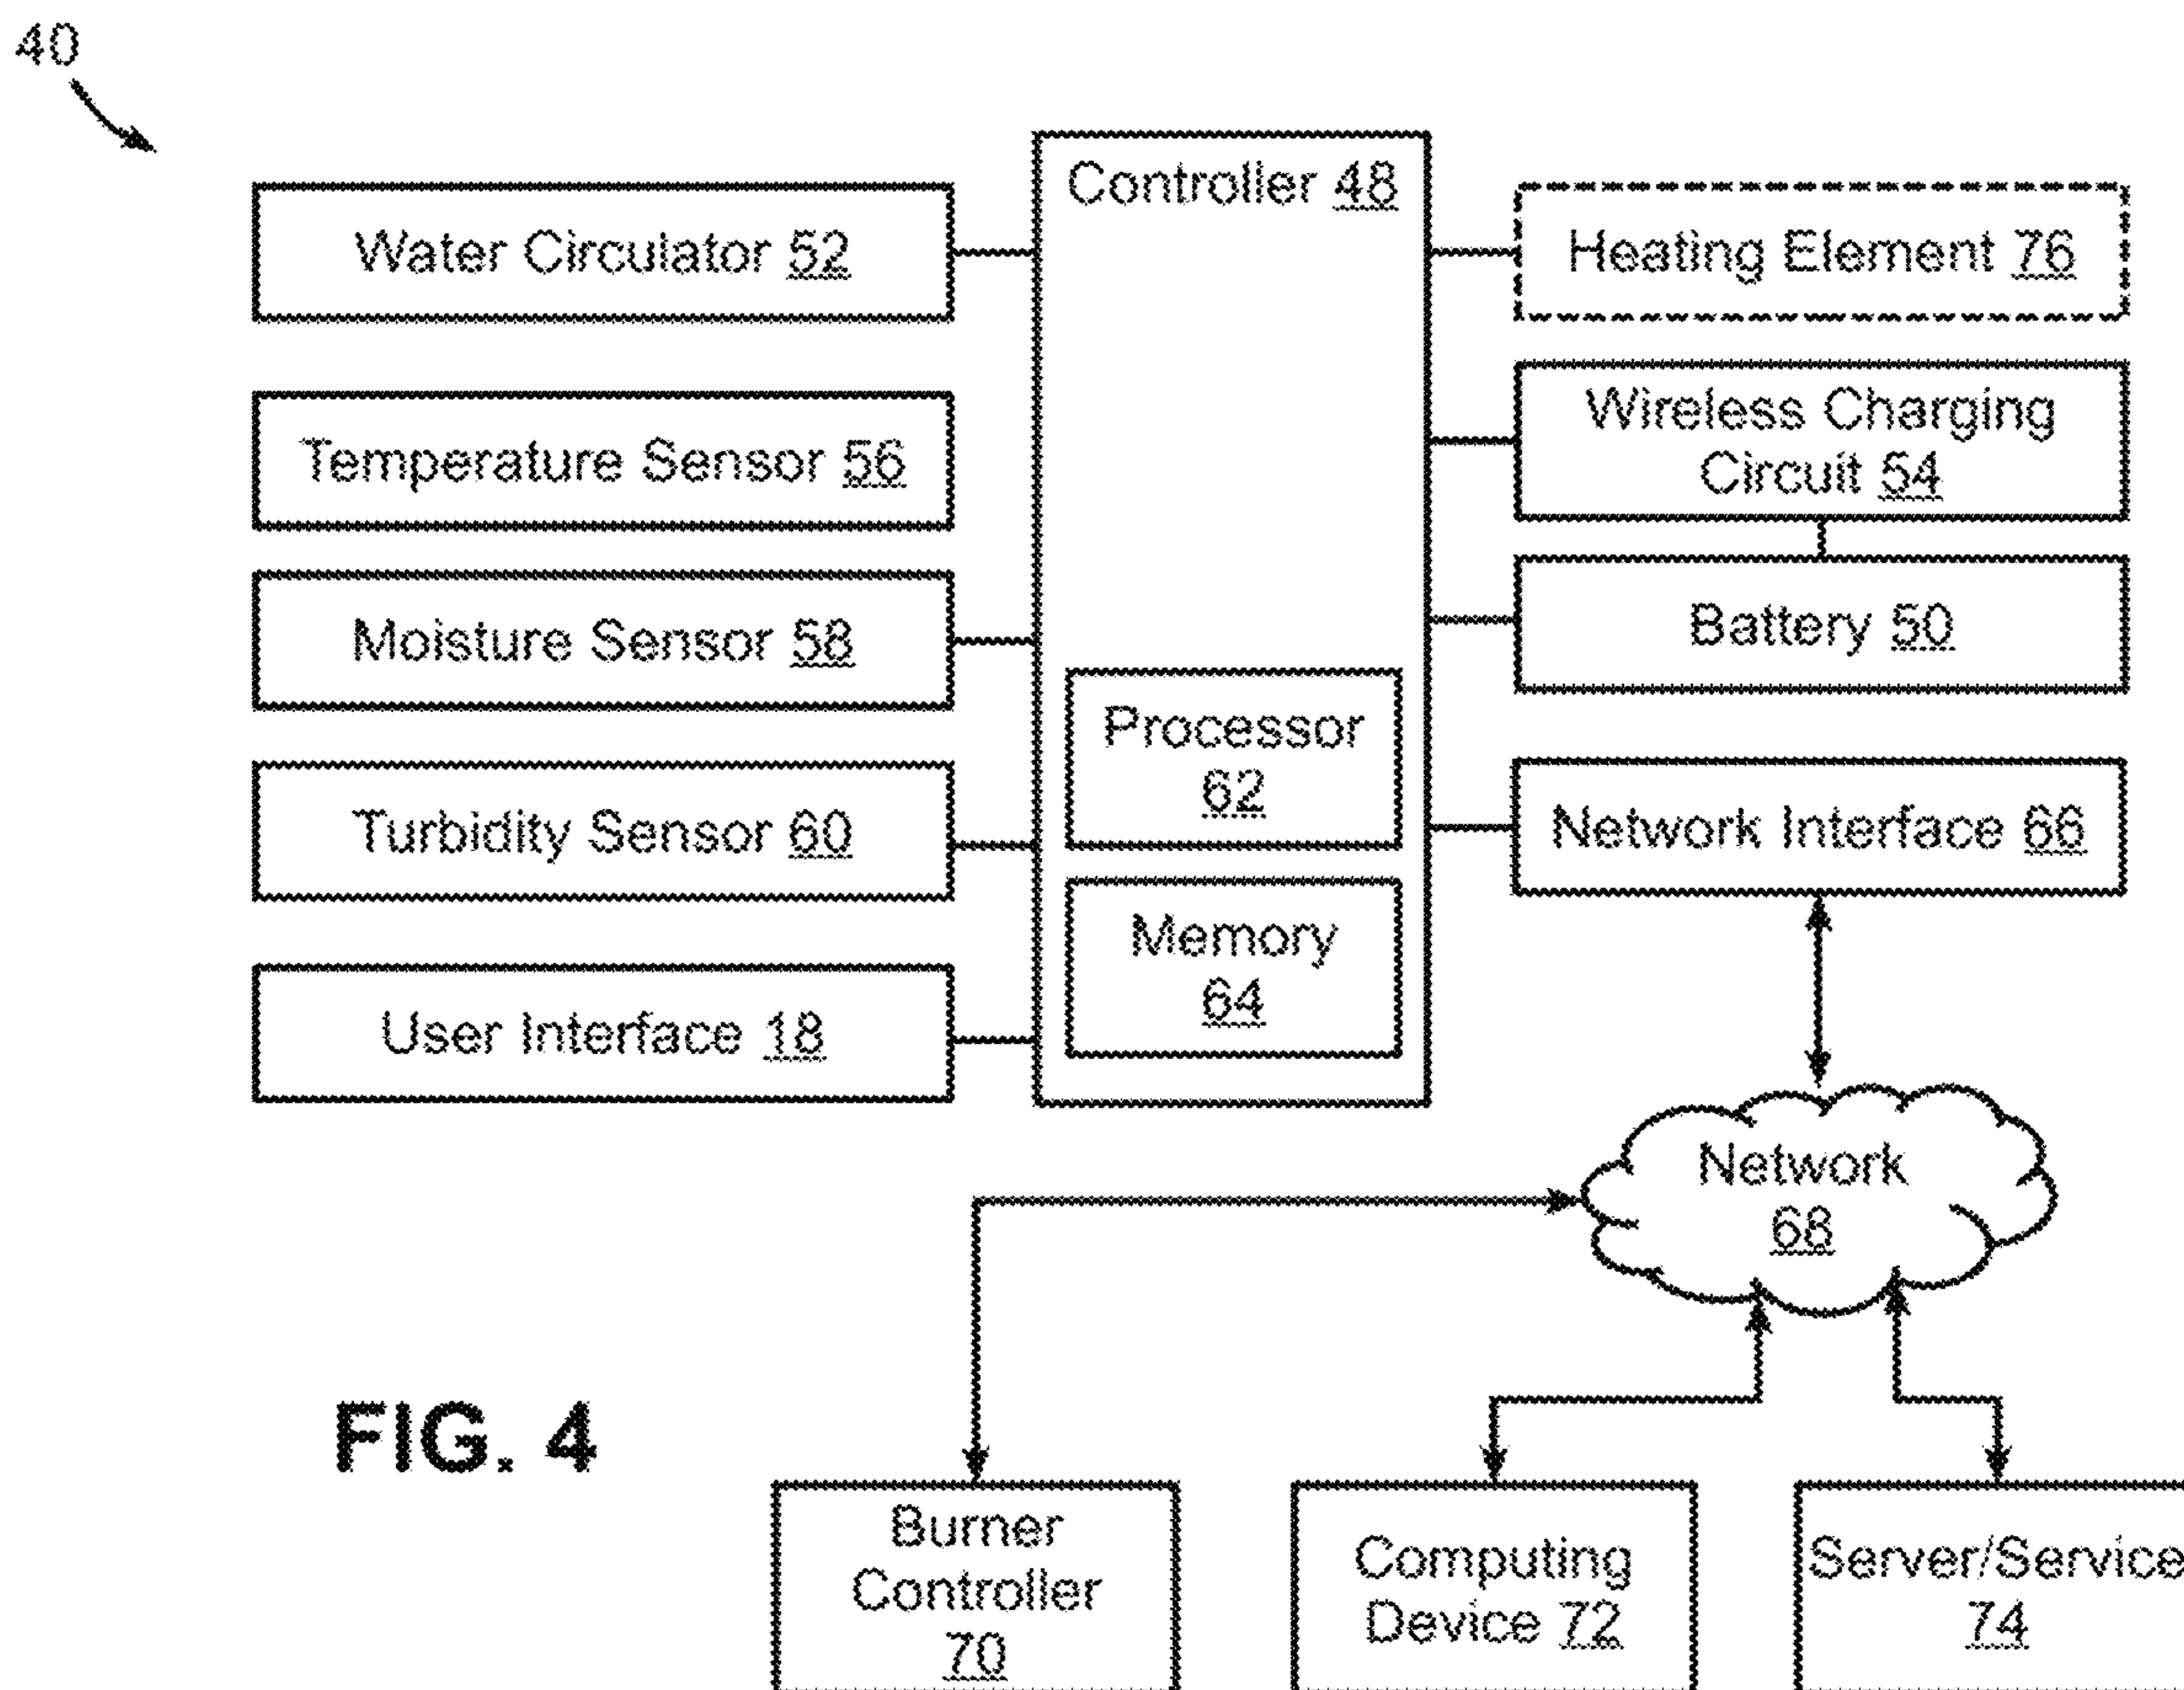 40
Controller 48
Water Circulator 52
Temperature Sensor 56
Moisture Sensor 58
Turbidity Sensor 60
User Interface 18
Processor
62
Memory
64
Heating Element 76
Wireless Charging
Circuit 54
Battery 50
Network Interface 66
Network
68
FIG. 4
Burner
Controller
70
Computing
Device 72
Server/Service
74